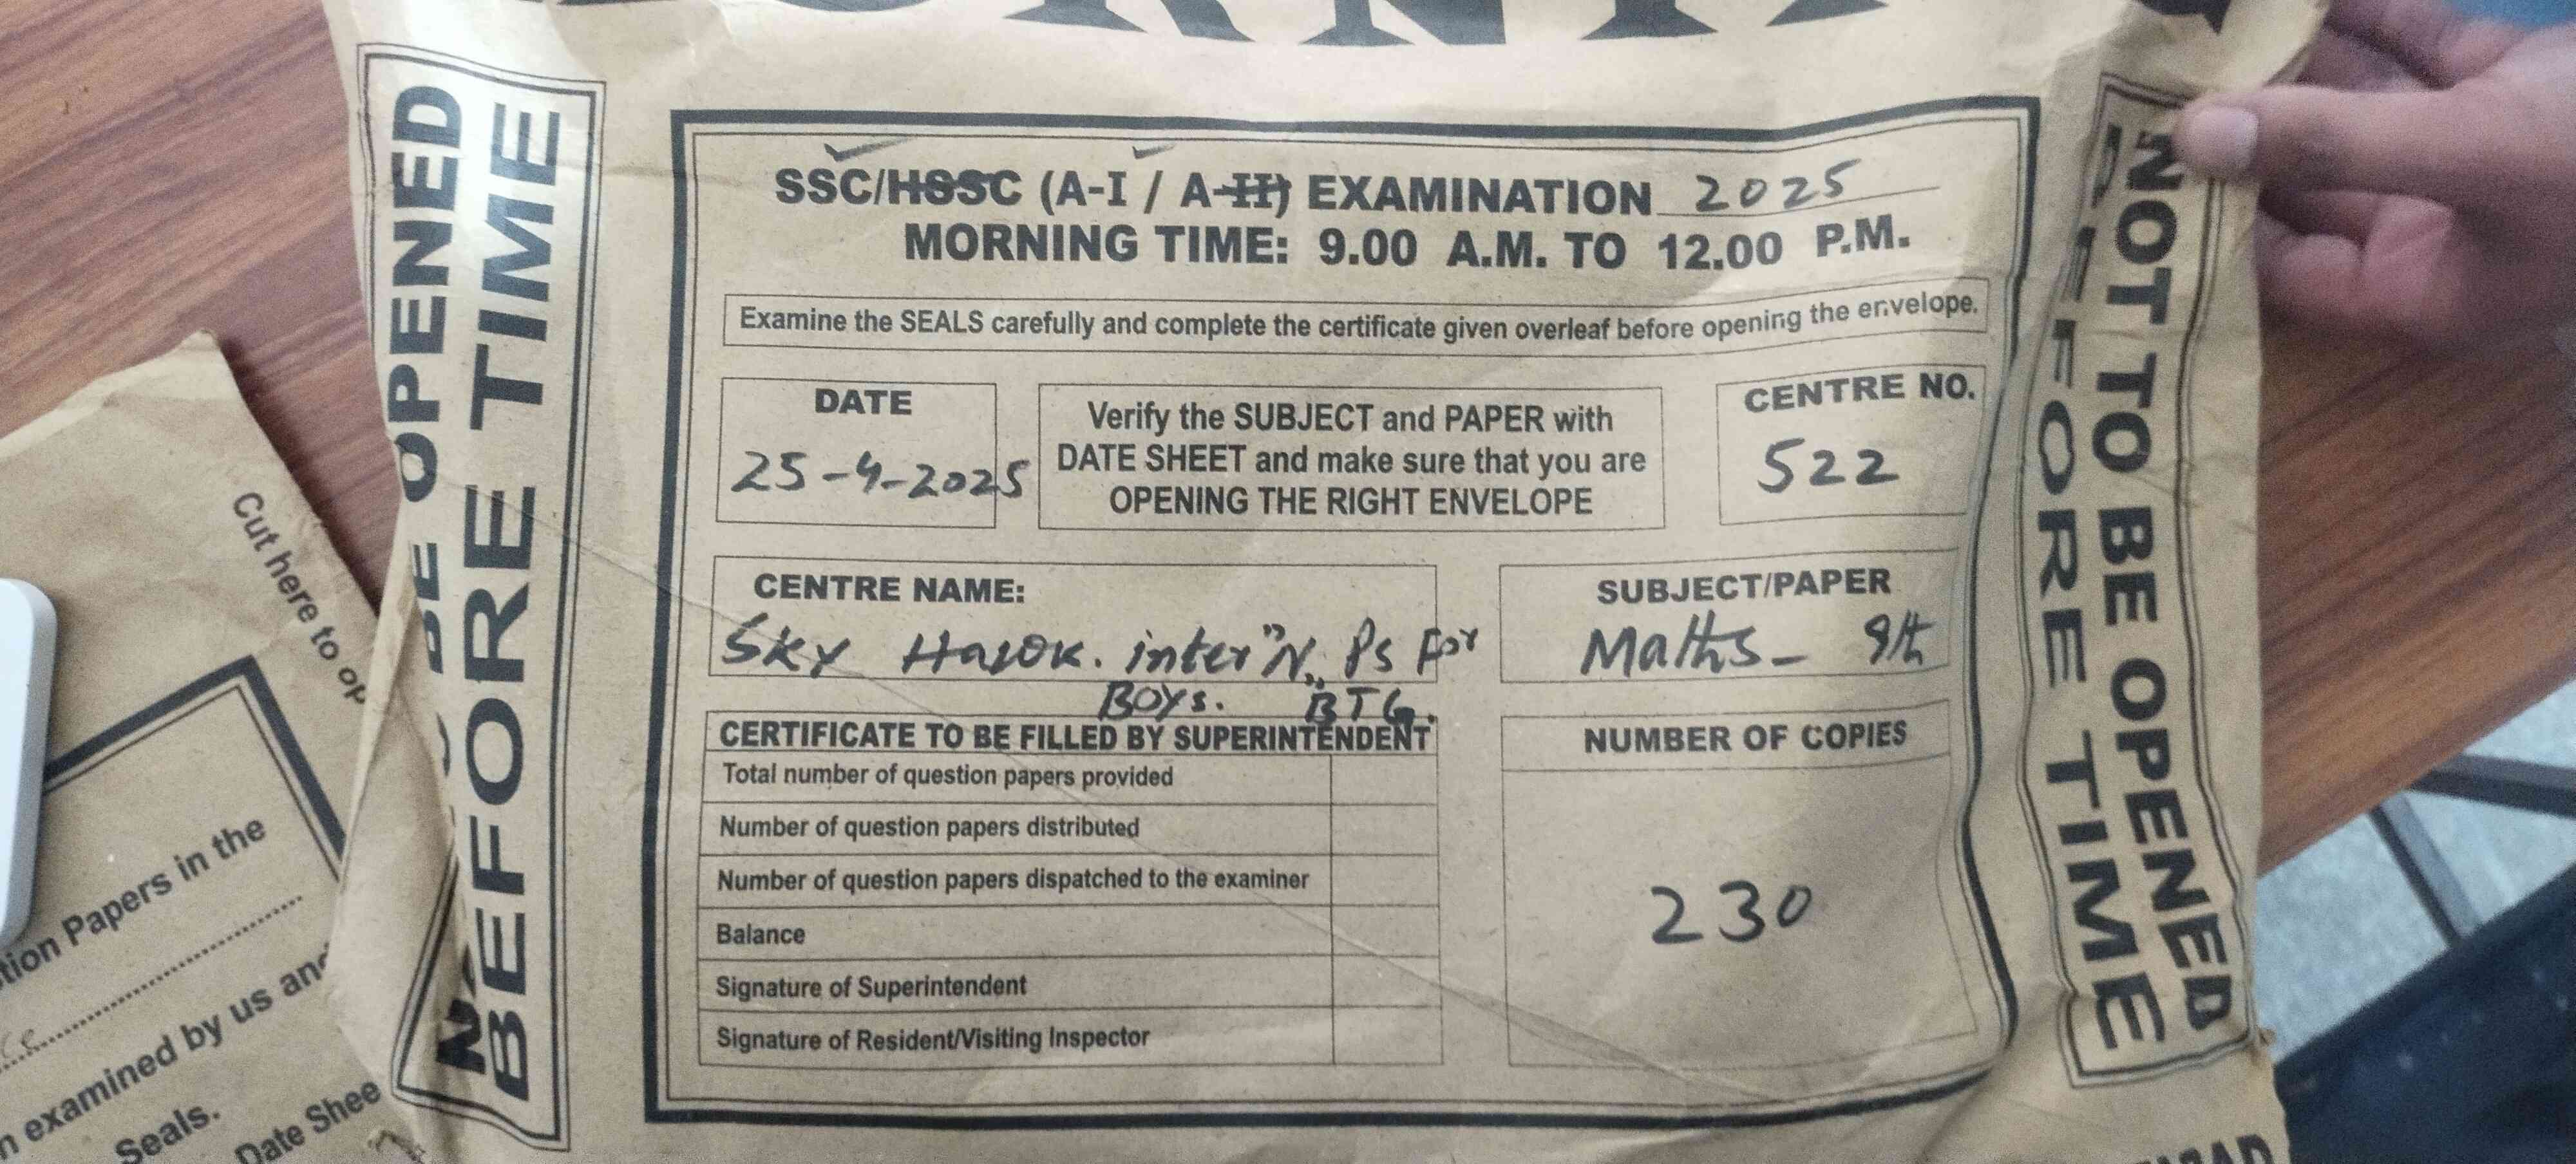 NOT TO BE OPENED
BEFORE TIME
SSC/HSSC (A-I / A-II) EXAMINATION 2025
MORNING TIME: 9.00 A.M. TO 12.00 P.M.
Examine the SEALS carefully and complete the certificate given overleaf before opening the envelope.
DATE
25-4-2025
Verify the SUBJECT and PAPER with
DATE SHEET and make sure that you are
OPENING THE RIGHT ENVELOPE
CENTRE NO.
522
CENTRE NAME:
Sky inter"N" Ps For
Boys. BTG.
SUBJECT/PAPER
Maths- 9th
CERTIFICATE TO BE FILLED BY SUPERINTENDENT
Total number of question papers provided
Number of question papers distributed
Number of question papers dispatched to the examiner
Balance
Signature of Superintendent
Signature of Resident/Visiting Inspector
NUMBER OF COPIES
230
NOT TO BE OPENED
BEFORE TIME
BE OPENED
Cut here to op
tion Papers in the
n examined by us and
Seals.
Date Shee